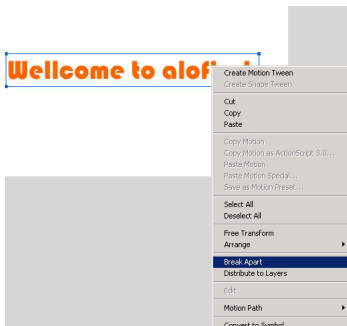 Wellcome to
Create Motion Tween
Create Shape Tween
Cut
Copy
Paste
Copy Motion
Copy Motion as ActionScript 3.0...
Paste Motion
Paste Motion Special...
Save as Motion Preset...
Select All
Deselect All
Free Transform
Arrange
Break Apart
Distribute to Layers
Edit
Motion Path
Convert to Symbol